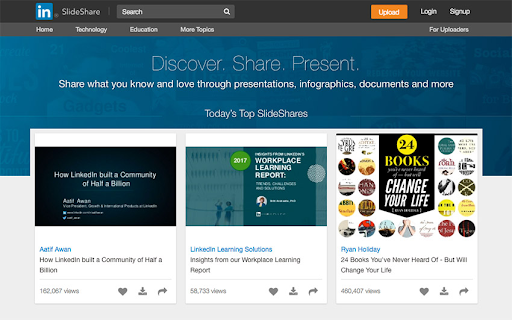 in SlideShare Search Upload Login Signup
Home Technology Education More Topics For Uploaders
Discover. Share. Present.
Share what you know and love through presentations, infographics, documents and more
Today's Top SlideShares
How LinkedIn built a Community
of Half a Billion
Aatif Awan
Vice President, Growth & International Products at LinkedIn
2017
INSIGHTS FROM LINKEDIN'S
WORKPLACE
LEARNING
REPORT:
TRENDS, CHALLENGES
AND SOLUTIONS
24
BOOKS
you've never heard of - but will
CHANGE
YOUR LIFE
[RYAN HOLIDAY]
Aatif Awan
How LinkedIn built a Community of Half a
Billion
162,067 views
LinkedIn Learning Solutions
Insights from our Workplace Learning
Report
58,733 views
Ryan Holiday
24 Books You've Never Heard Of - But Will
Change Your Life
460,407 views